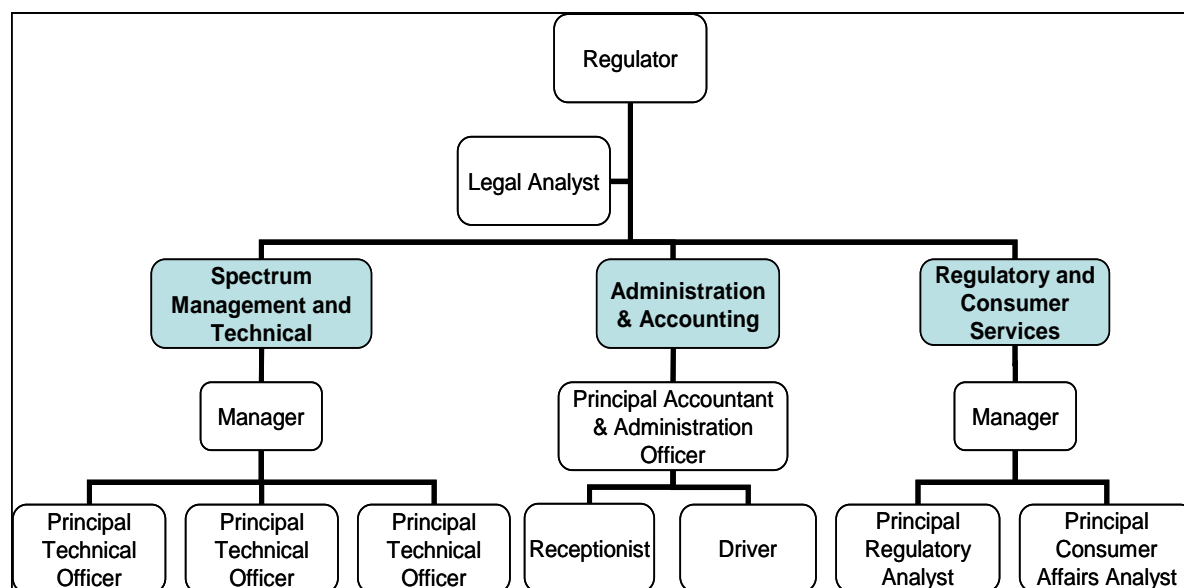 Regulator
Legal Analyst
Spectrum
Management and
Technical
Administration
& Accounting
Regulatory and
Consumer
Services
Manager
Principal Accountant
& Administration
Officer
Manager
Principal
Technical
Officer
Principal
Technical
Officer
Principal
Technical
Officer
Receptionist
Driver
Principal
Regulatory
Analyst
Principal
Consumer
Affairs Analyst